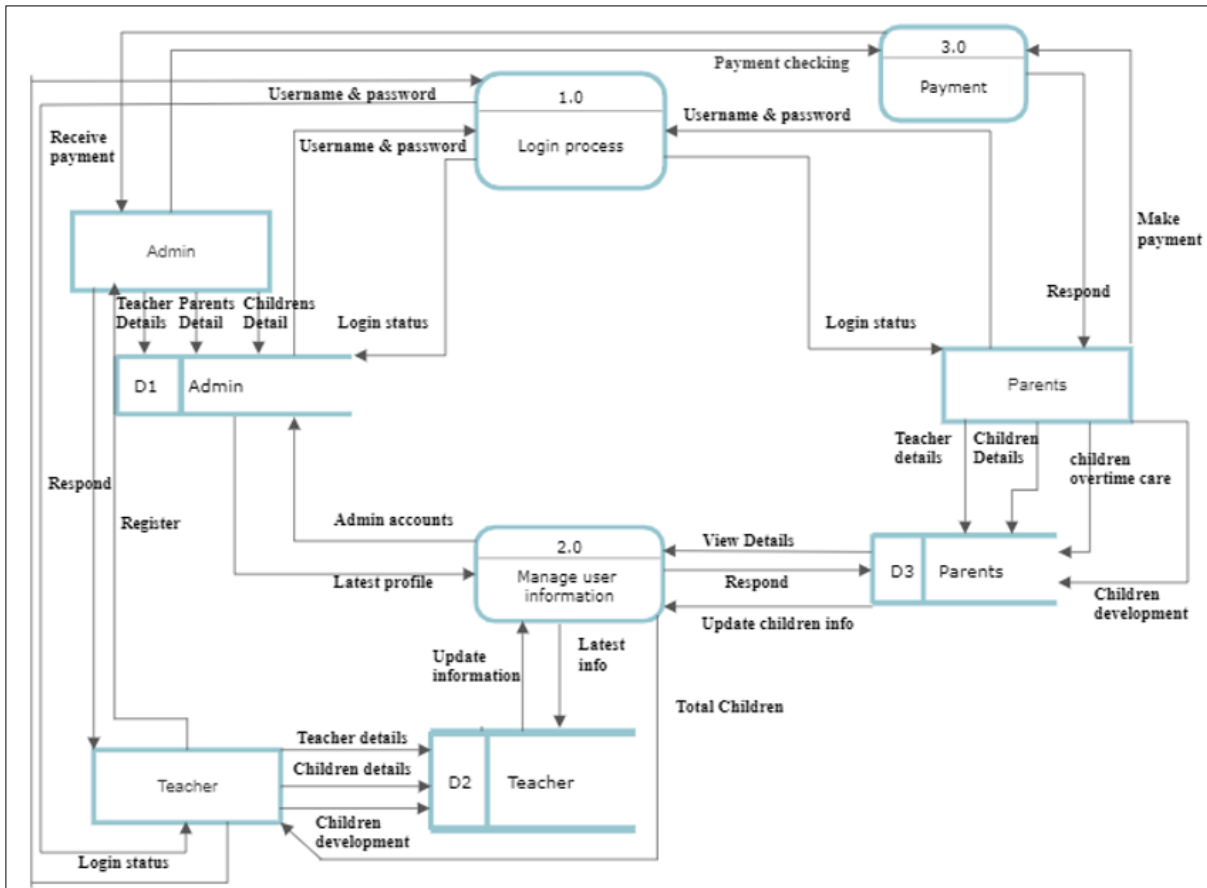 3.0
Payment checking
Payment
1.0
Username & password
Login process
Username & password
Username & password
Receive
payment
Admin
Make
payment
Respond
Teacher
Details
Parents
Detail
Childrens
Detail
Login status
Login status
D1
Admin
Parents
Teacher
details
Children
Details
children
overtime care
Respond
Register
Admin accounts
2.0
Manage user
information
View Details
D3
Parents
Latest profile
Respond
Children
development
Update children info
Update
information
Latest
info
Total Children
Teacher details
Children details
Teacher
D2
Teacher
Children
development
Login status